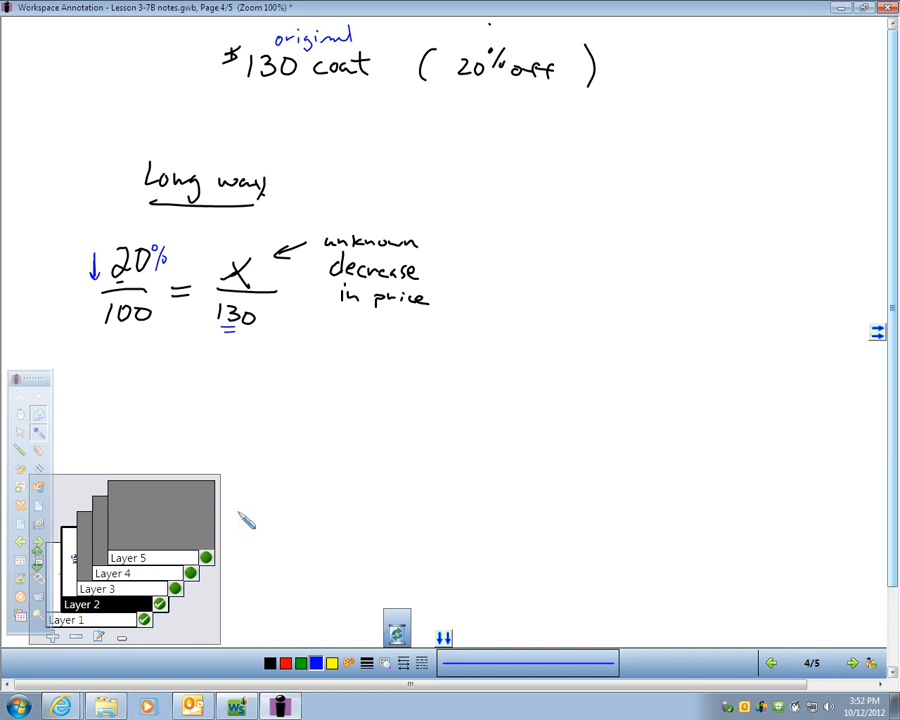 Workspace Annotation - Lesson 3-7B notes.gwb, Page 4/5 (Zoom 100%) *
original
$130 coat ( 20% off )
Long way
20% / 100 = x / 130
unknown
decrease
in price
Layer 5
Layer 4
Layer 3
Layer 2
Layer 1
4/5
3:52 PM
10/12/2012